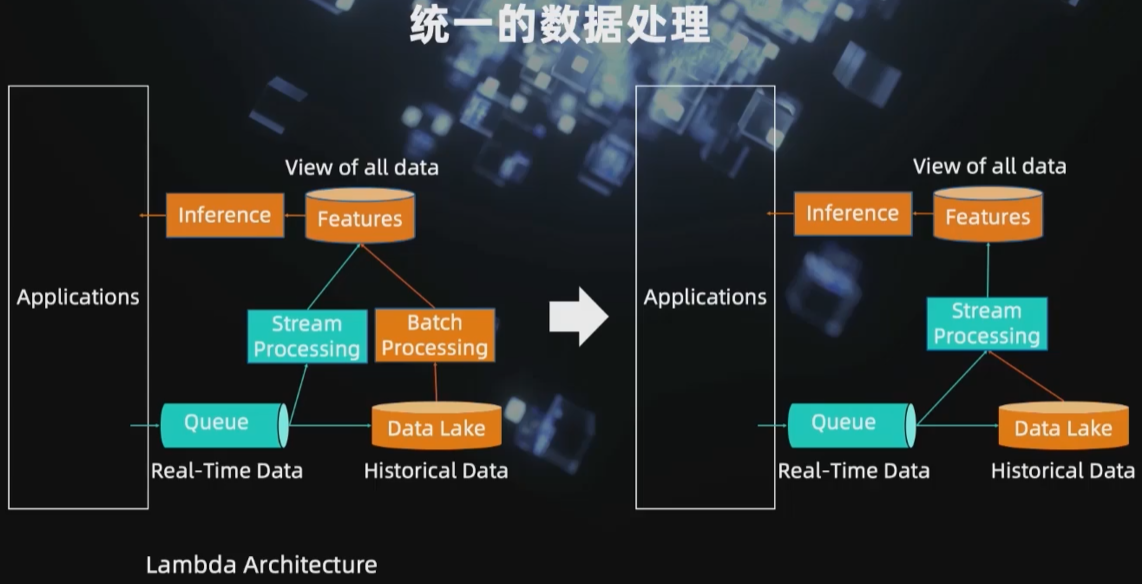 统一的数据处理
View of all data
Inference
Features
Applications
Stream
Processing
Batch
Processing
Queue
Data Lake
Real-Time Data
Historical Data
Lambda Architecture
View of all data
Inference
Features
Applications
Stream
Processing
Queue
Data Lake
Real-Time Data
Historical Data